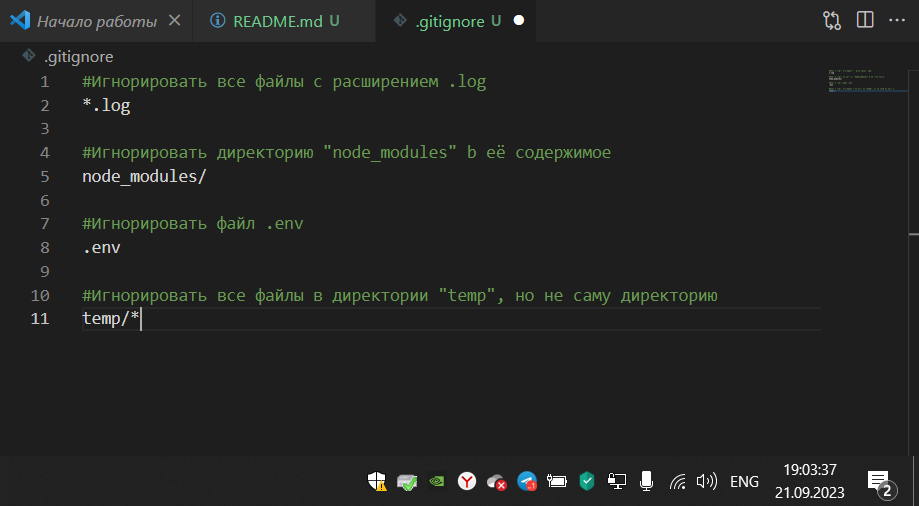 Начало работы
README.md U
.gitignore U
.gitignore
1 #Игнорировать все файлы с расширением .log
2 *.log
3
4 #Игнорировать директорию "node_modules" b её содержимое
5 node_modules/
6
7 #Игнорировать файл .env
8 .env
9
10 #Игнорировать все файлы в директории "temp", но не саму директорию
11 temp/*
ENG
19:03:37
21.09.2023
2